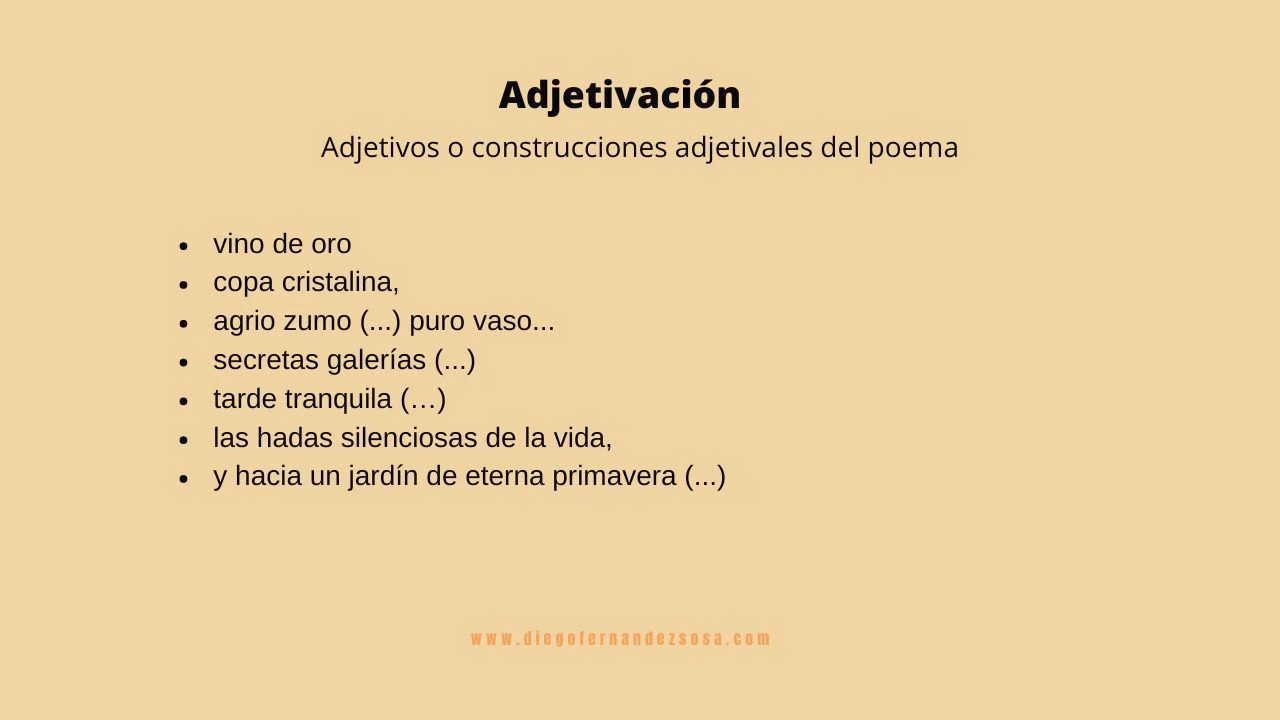 Adjetivación
Adjetivos o construcciones adjetivales del poema
• vino de oro
• copa cristalina,
• agrio zumo (...) puro vaso...
• secretas galerías (...)
• tarde tranquila (…)
• las hadas silenciosas de la vida,
• y hacia un jardín de eterna primavera (...)
www.diegofernandezsosa.com